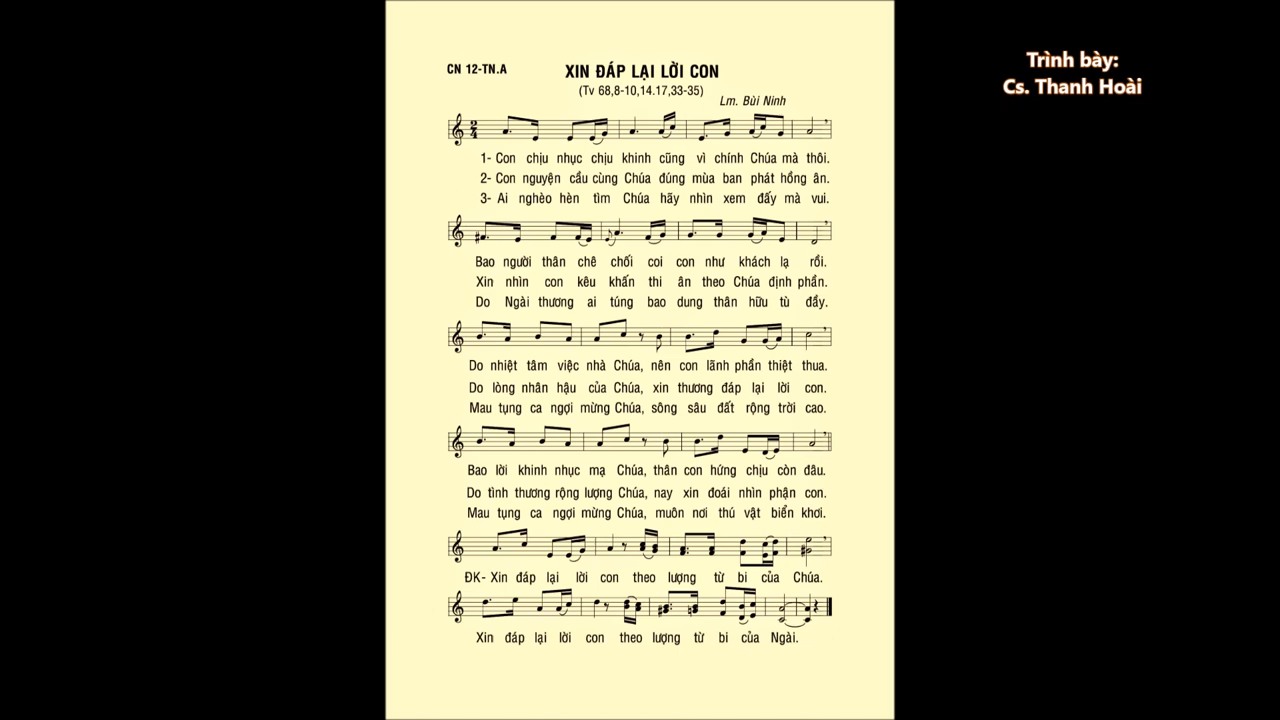 CN 12-TN.A
XIN ĐÁP LẠI LỜI CON
(Tv 68,8-10,14.17,33-35)
Lm. Bùi Ninh
Trình bày:
Cs. Thanh Hoài
2
4
1- Con chịu nhục chịu khinh cũng vì chính Chúa mà thôi.
2- Con nguyện cầu cùng Chúa đúng mùa ban phát hồng ân.
3- Ai nghèo hèn tìm Chúa hãy nhìn xem đấy mà vui.
Bao người thân chê chối coi con như khách lạ rồi.
Xin nhìn con kêu khấn thi ân theo Chúa định phần.
Do Ngài thương ai túng bao dung thân hữu tù đầy.
Do nhiệt tâm việc nhà Chúa, nên con lãnh phần thiệt thua.
Do lòng nhân hậu của Chúa, xin thương đáp lại lời con.
Mau tụng ca ngợi mừng Chúa, sông sâu đất rộng trời cao.
Bao lời khinh nhục mạ Chúa, thân con hứng chịu còn đâu.
Do tình thương rộng lượng Chúa, nay xin đoái nhìn phận con.
Mau tụng ca ngợi mừng Chúa, muôn nơi thú vật biển khơi.
ĐK- Xin đáp lại lời con theo lượng từ bi của Chúa.
Xin đáp lại lời con theo lượng từ bi của Ngài.